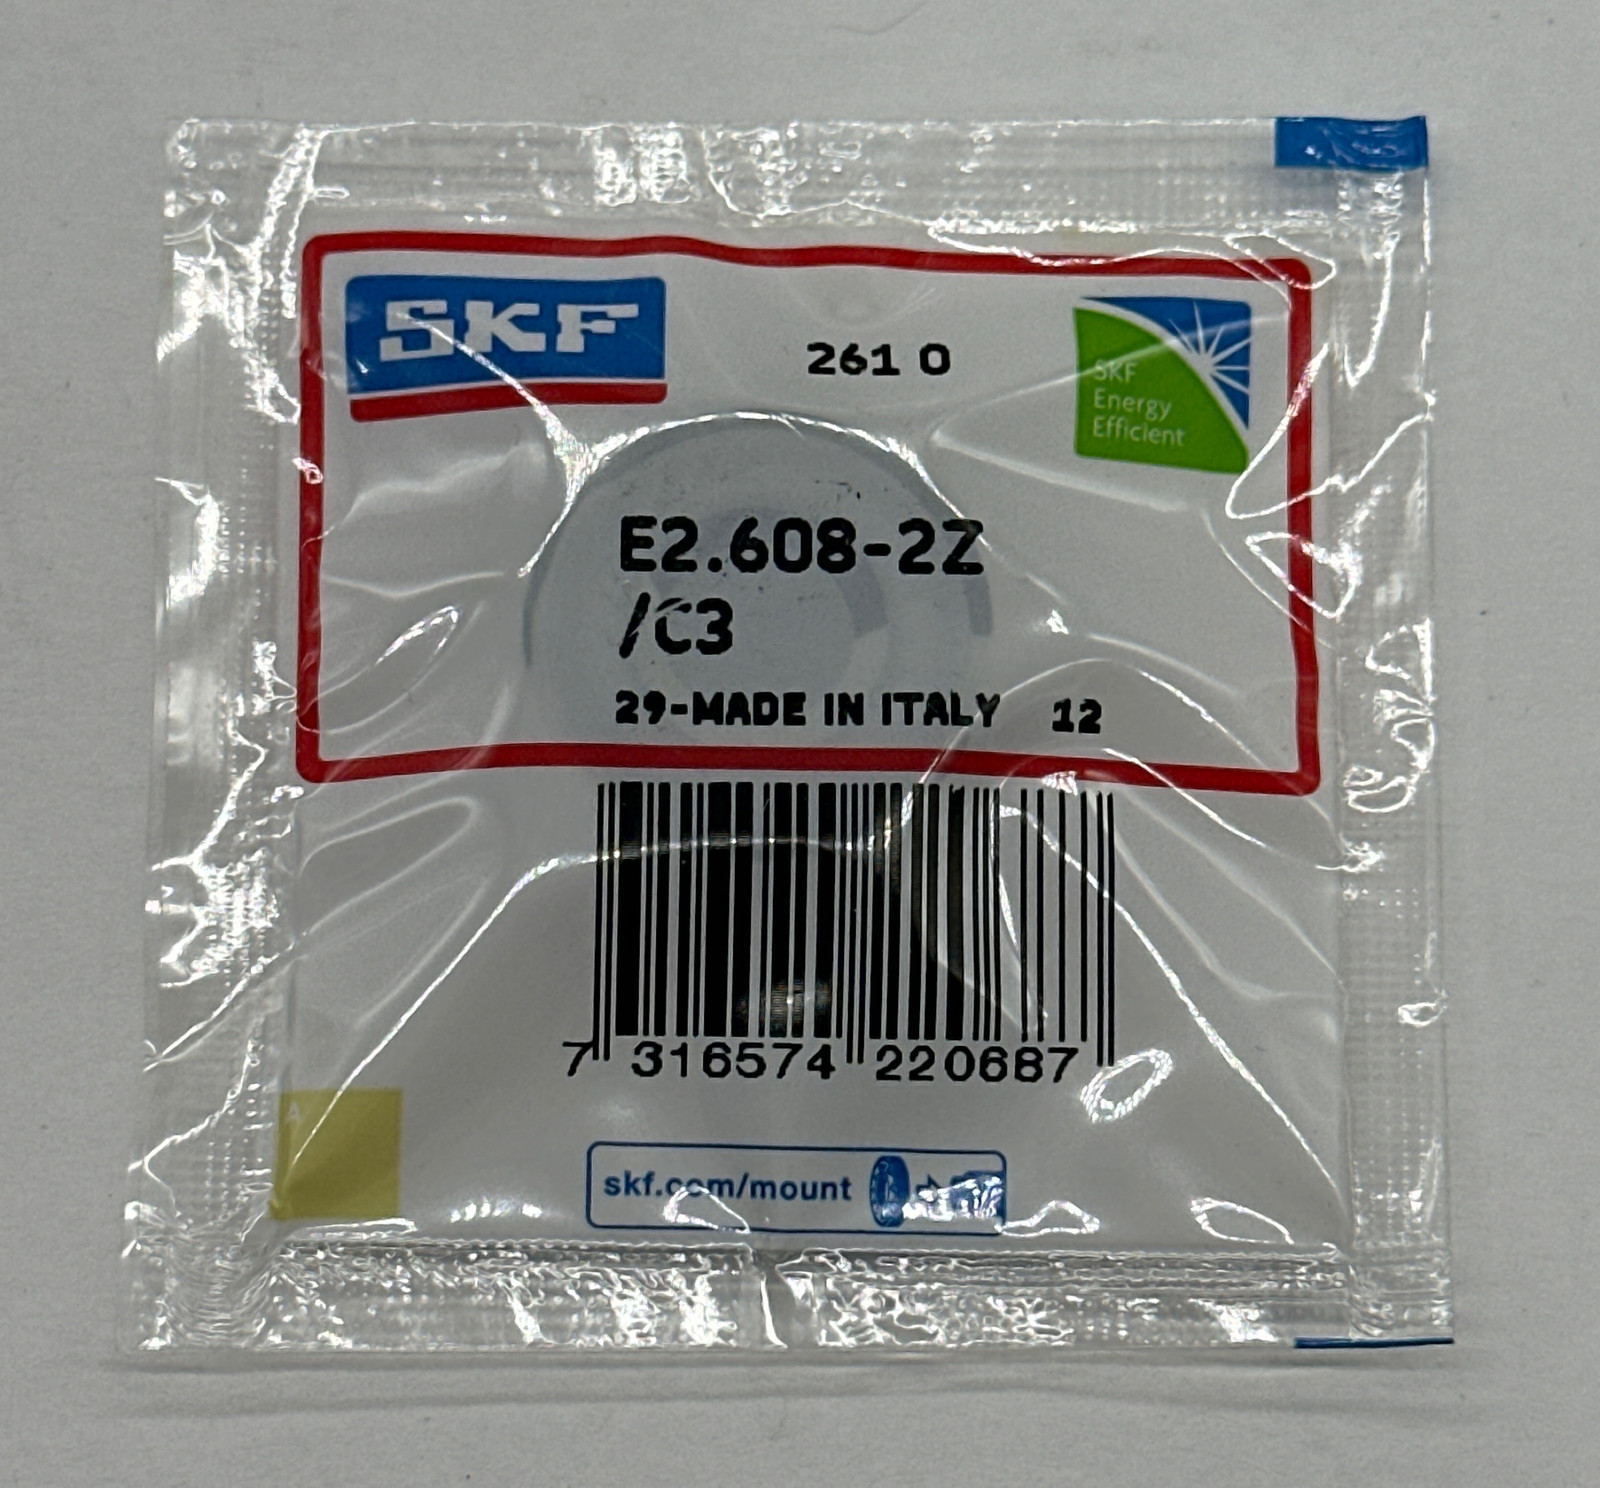 SKF
261 O
SKF
Energy
Efficient
E2.608-2Z
/C3
29-MADE IN ITALY 12
7 316574 220687
A
skf.com/mount